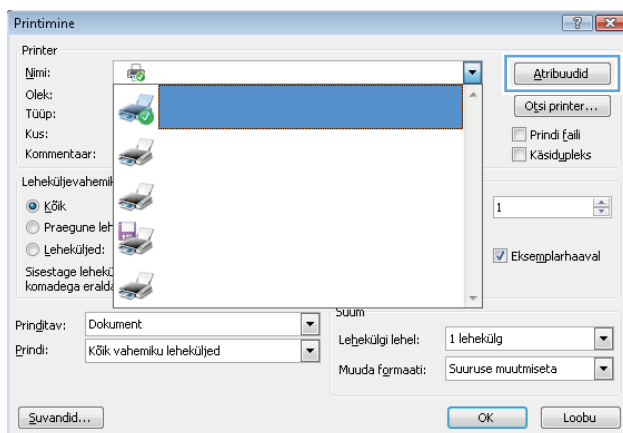 Printimine
Printer
Nimi:
Atribuudid
Olek:
Tüüp:
Otsi printer...
Kus:
Prindi faili
Kommentaar:
Käsidupleks
Leheküljevahemik
Kõik
1
Praegune leh
Leheküljed:
Eksemplarhaaval
Sisestage lehekü
komadega eralda
Suum
Prinditav:
Dokument
Lehekülgi lehel:
1 lehekülg
Prindi:
Kõik vahemiku leheküljed
Muuda formaati:
Suuruse muutmiseta
Suvandid...
OK
Loobu